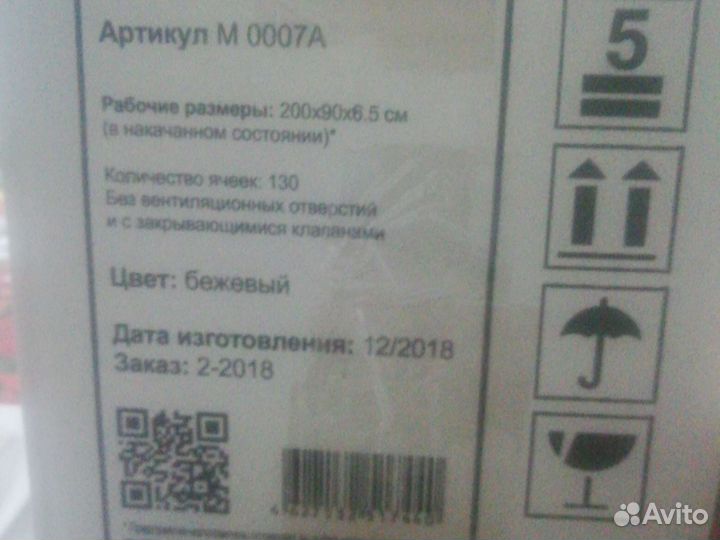 Артикул М 0007А
5
Рабочие размеры: 200х90х6.5 см
(в накачанном состоянии)*
Количество ячеек: 130
Без вентиляционных отверстий
и с закрывающимися клапанами
Цвет: бежевый
Дата изготовления: 12/2018
Заказ: 2-2018
Avito